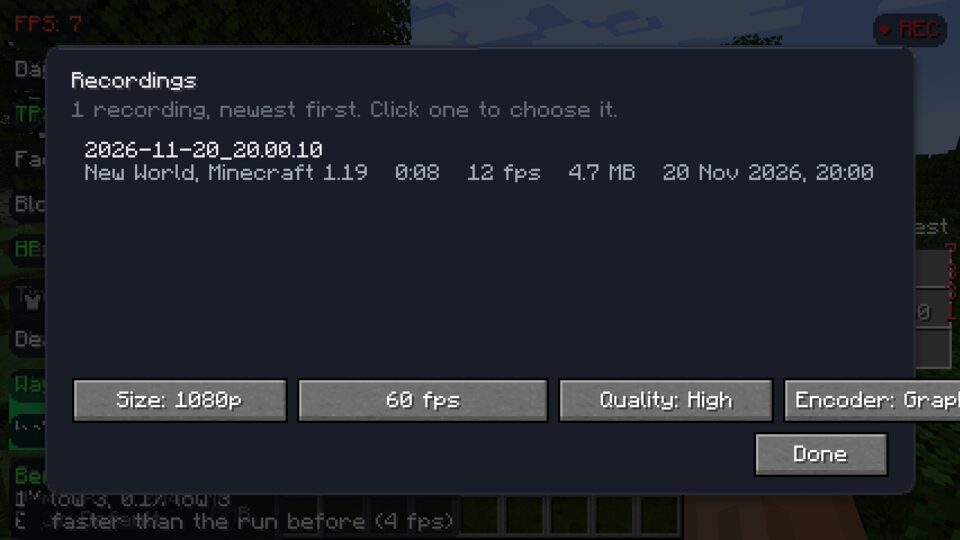 FPS: 7
REC
Recordings
1 recording, newest first. Click one to choose it.
2026-11-20_20.00.10
New World, Minecraft 1.19 0:08 12 fps 4.7 MB 20 Nov 2026, 20:00
Size: 1080p
60 fps
Quality: High
Encoder: Grap
Done
faster than the run before (4 fps)